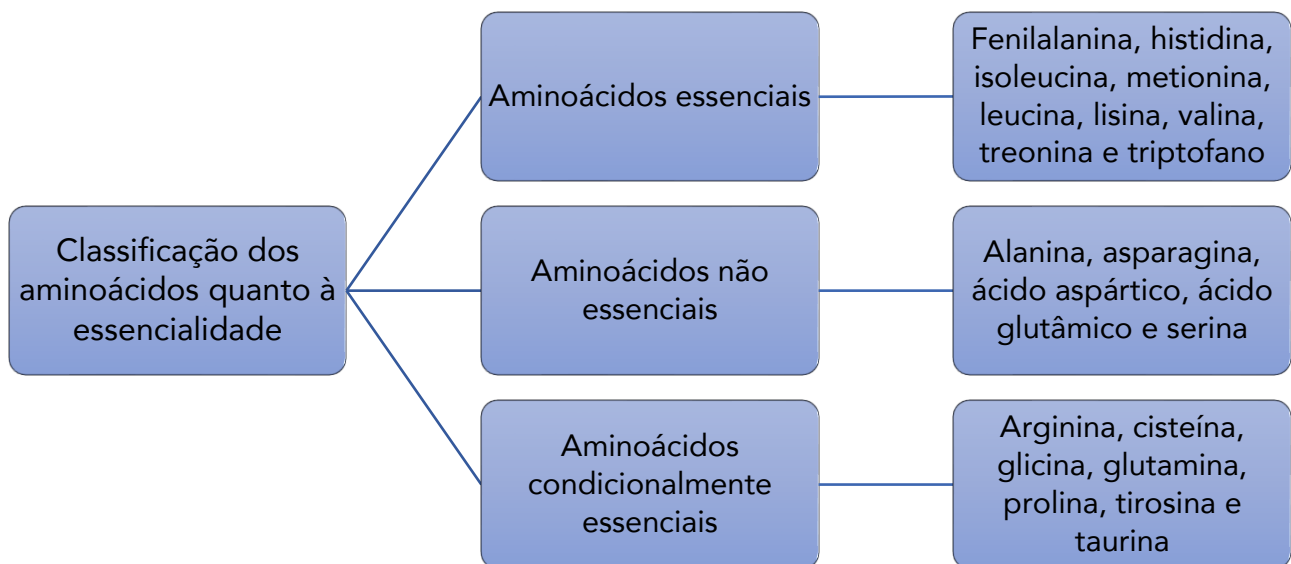 Classificação dos
aminoácidos quanto à
essencialidade
Aminoácidos essenciais
Fenilalanina, histidina,
isoleucina, metionina,
leucina, lisina, valina,
treonina e triptofano
Aminoácidos não
essenciais
Alanina, asparagina,
ácido aspártico, ácido
glutâmico e serina
Aminoácidos
condicionalmente
essenciais
Arginina, cisteína,
glicina, glutamina,
prolina, tirosina e
taurina